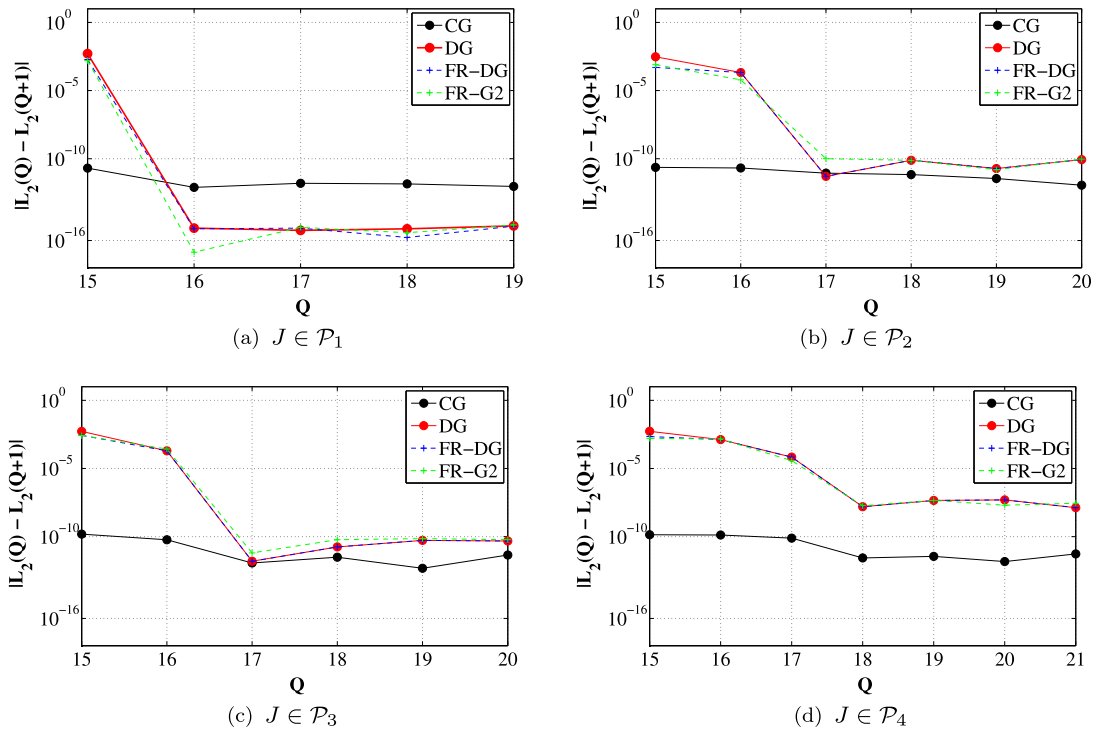 |L₂(Q) − L₂(Q+1)|
10⁰
10⁻⁵
10⁻¹⁰
10⁻¹⁶
CG
DG
FR−DG
FR−G2
15 16 17 18 19
Q
(a) J ∈ 𝒫₁
|L₂(Q) − L₂(Q+1)|
10⁰
10⁻⁵
10⁻¹⁰
10⁻¹⁶
CG
DG
FR−DG
FR−G2
15 16 17 18 19 20
Q
(b) J ∈ 𝒫₂
|L₂(Q) − L₂(Q+1)|
10⁰
10⁻⁵
10⁻¹⁰
10⁻¹⁶
CG
DG
FR−DG
FR−G2
15 16 17 18 19 20
Q
(c) J ∈ 𝒫₃
|L₂(Q) − L₂(Q+1)|
10⁰
10⁻⁵
10⁻¹⁰
10⁻¹⁶
CG
DG
FR−DG
FR−G2
15 16 17 18 19 20 21
Q
(d) J ∈ 𝒫₄